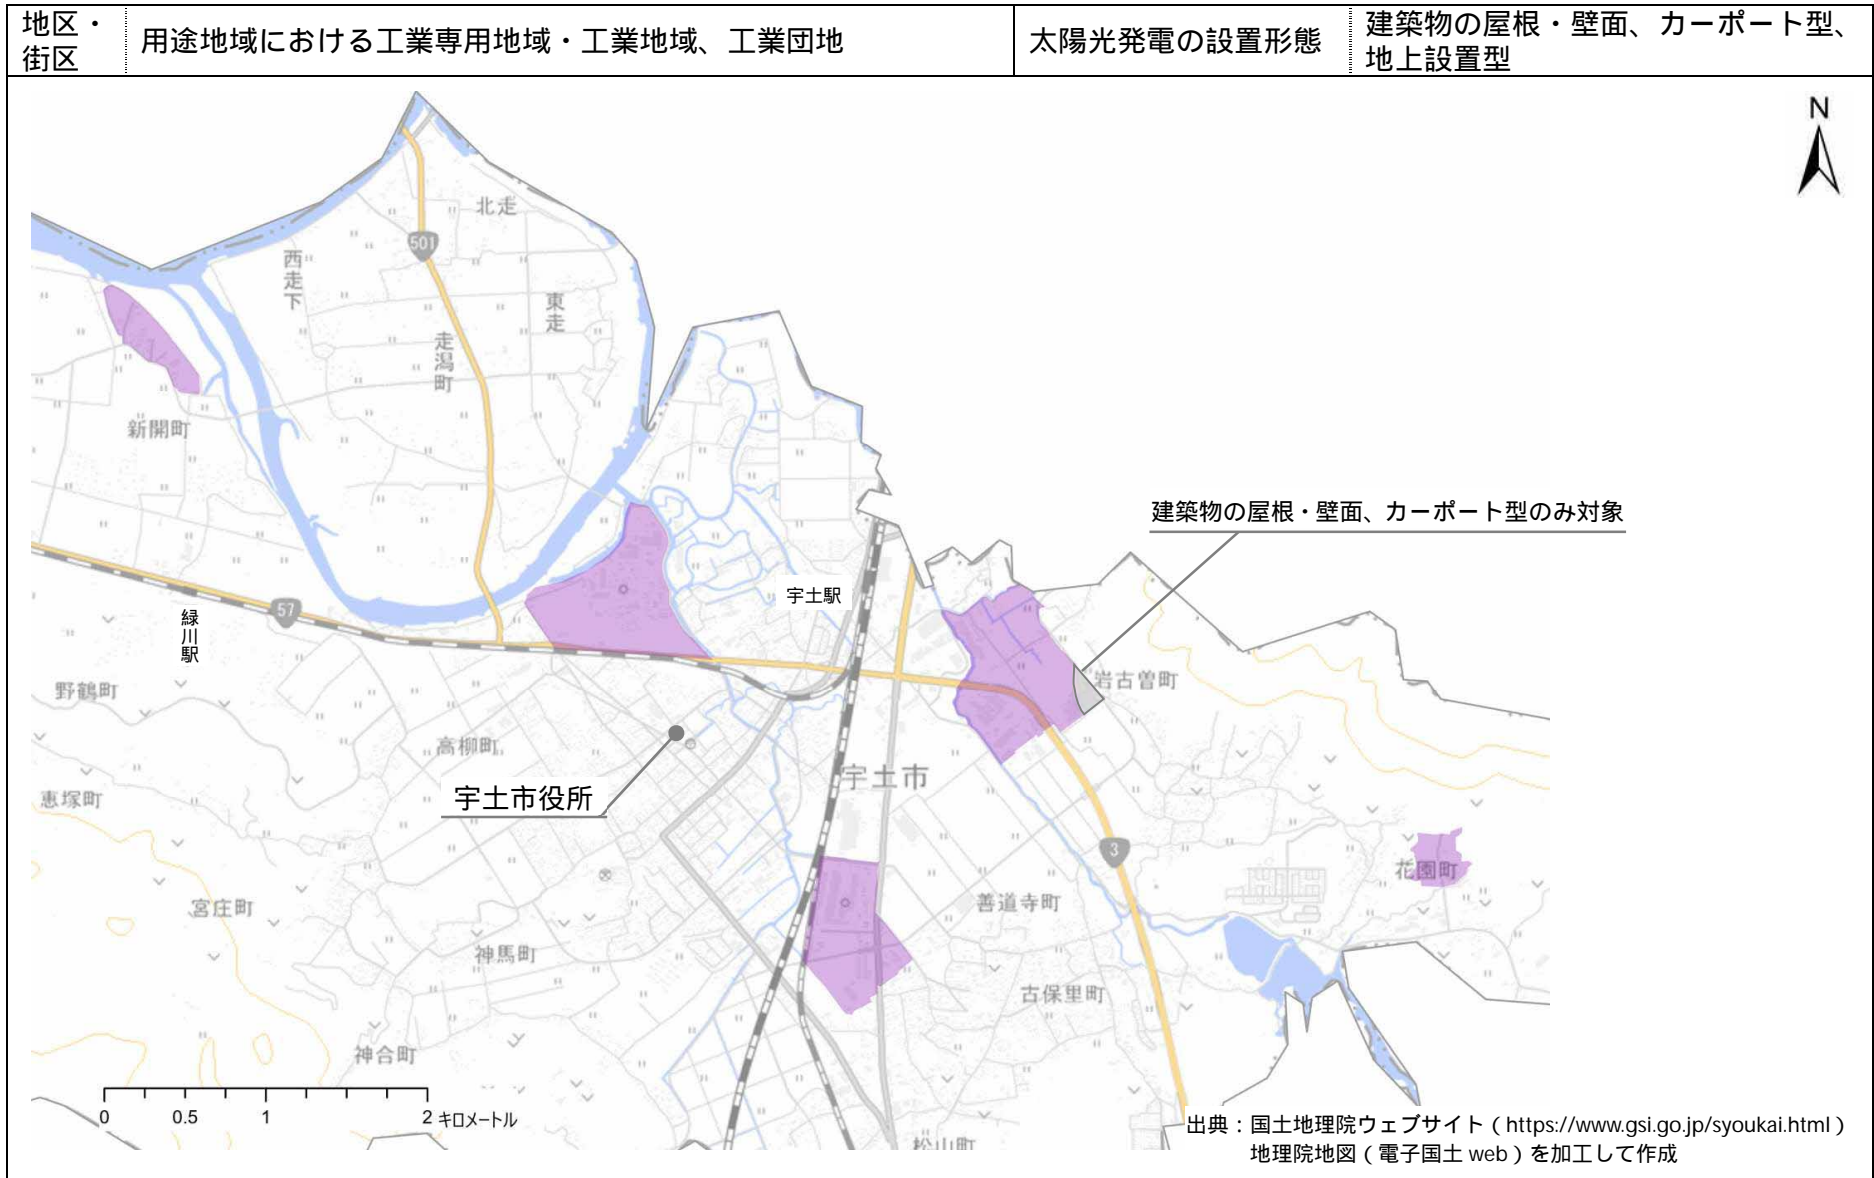 地区・
街区
用途地域における工業専用地域・工業地域、工業団地
太陽光発電の設置形態
建築物の屋根・壁面、カーポート型、
地上設置型
N
北走
501
西走下
東走
走潟町
新開町
建築物の屋根・壁面、カーポート型のみ対象
宇土駅
57
緑川駅
岩古曽町
野鶴町
高柳町
宇土市
宇土市役所
恵塚町
3
花園町
宮庄町
善道寺町
神馬町
古保里町
神合町
0 0.5 1 2 キロメートル
松山町
出典:国土地理院ウェブサイト(https://www.gsi.go.jp/syoukai.html)
地理院地図(電子国土 web)を加工して作成